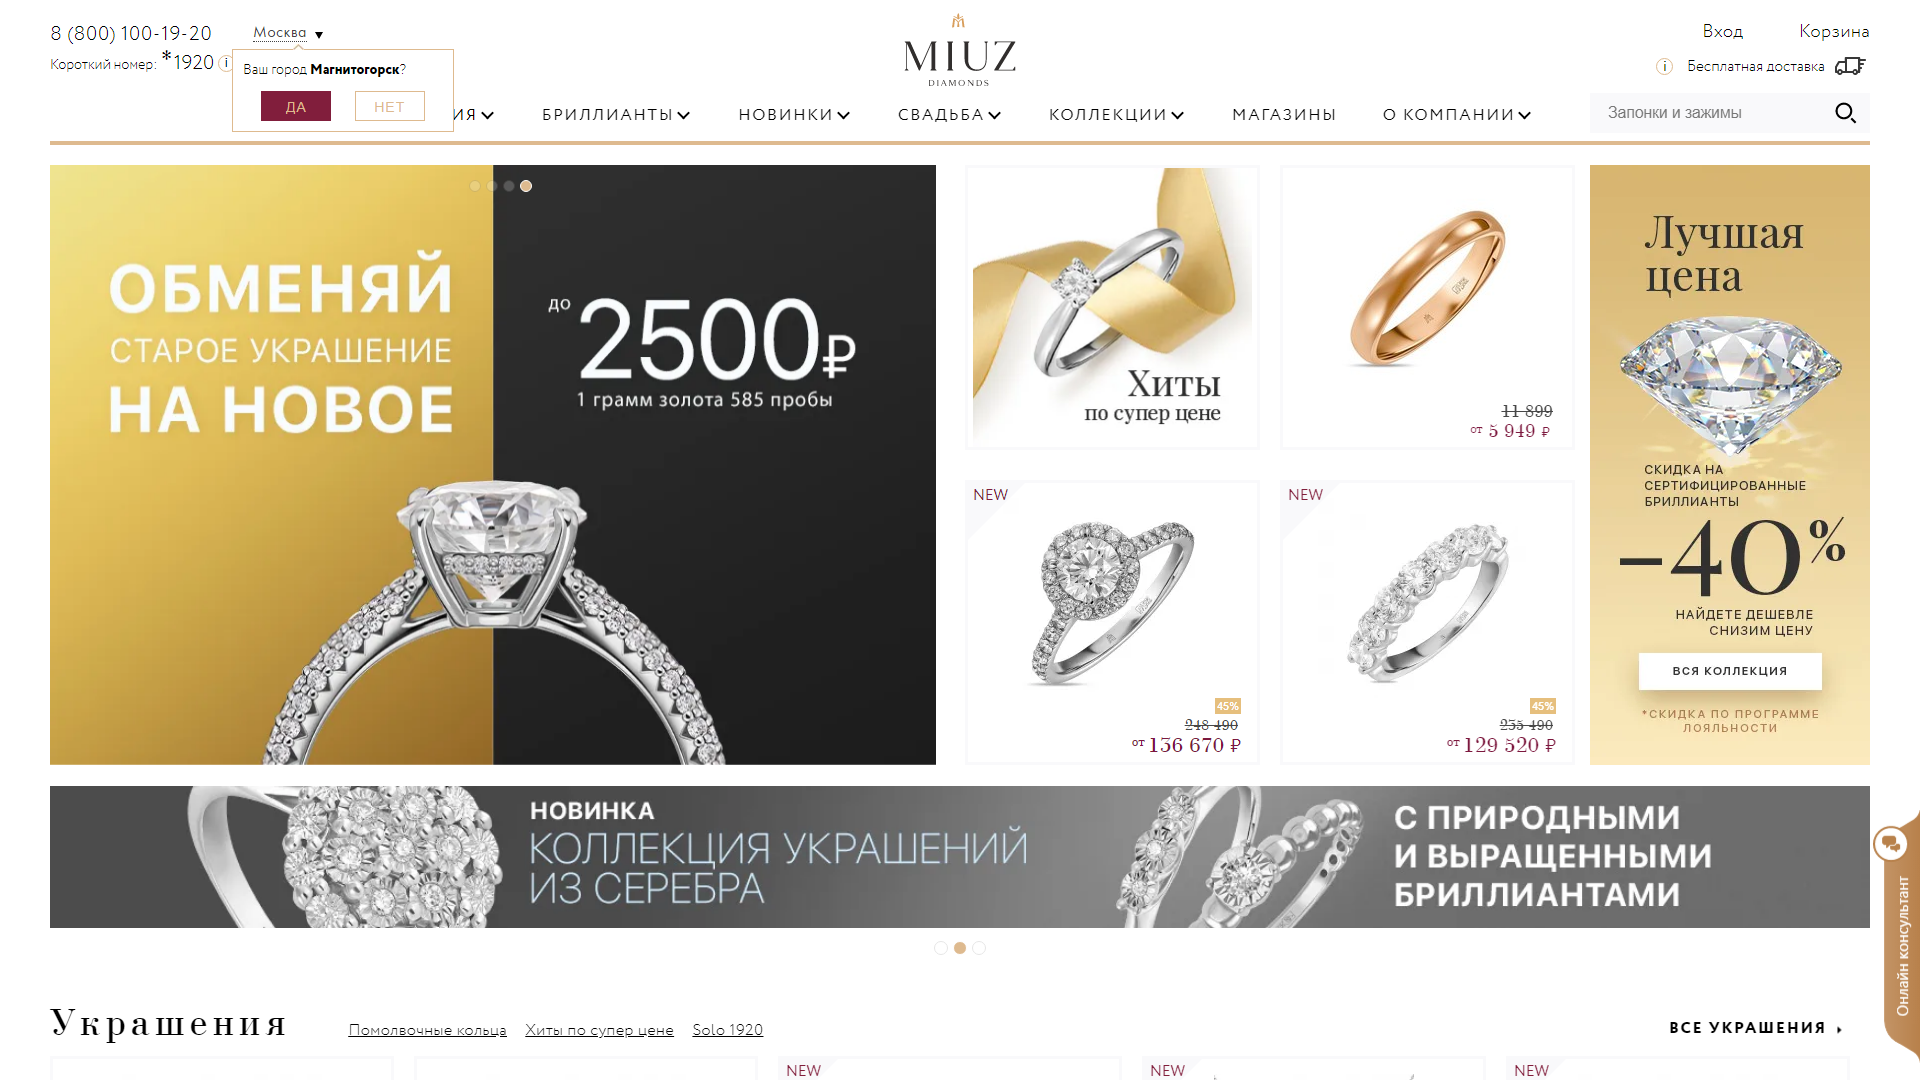 8 (800) 100-19-20
Москва ▼
Короткий номер: *1920
Ваш город Магнитогорск?
ДА
НЕТ
MIUZ
DIAMONDS
Вход
Корзина
Бесплатная доставка
ИЯ
БРИЛЛИАНТЫ
НОВИНКИ
СВАДЬБА
КОЛЛЕКЦИИ
МАГАЗИНЫ
О КОМПАНИИ
Запонки и зажимы
ОБМЕНЯЙ
СТАРОЕ УКРАШЕНИЕ
НА НОВОЕ
ДО 2500₽
1 грамм золота 585 пробы
Хиты
по супер цене
11 899
от 5 949 ₽
NEW
45%
248 490
от 136 670 ₽
NEW
45%
235 490
от 129 520 ₽
Лучшая
цена
СКИДКА НА
СЕРТИФИЦИРОВАННЫЕ
БРИЛЛИАНТЫ
–40%
НАЙДЕТЕ ДЕШЕВЛЕ
СНИЗИМ ЦЕНУ
ВСЯ КОЛЛЕКЦИЯ
*СКИДКА ПО ПРОГРАММЕ
ЛОЯЛЬНОСТИ
НОВИНКА
КОЛЛЕКЦИЯ УКРАШЕНИЙ
ИЗ СЕРЕБРА
С ПРИРОДНЫМИ
И ВЫРАЩЕННЫМИ
БРИЛЛИАНТАМИ
Онлайн консультант
Украшения
Помолвочные кольца
Хиты по супер цене
Solo 1920
ВСЕ УКРАШЕНИЯ
NEW
NEW
NEW